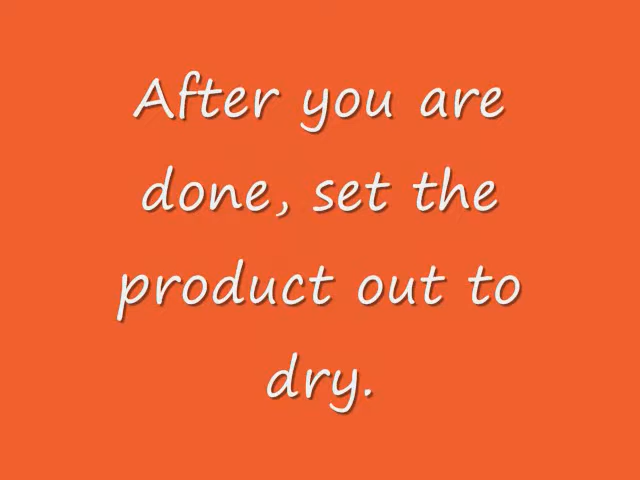 After you are
done, set the
product out to
dry.